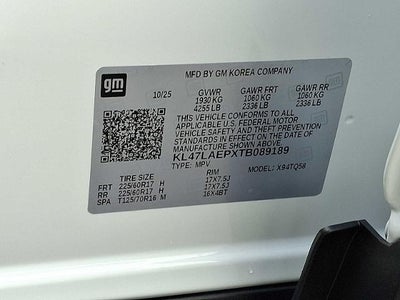 gm
MFD BY GM KOREA COMPANY
10/25 GVWR GAWR FRT GAWR RR
1930 KG 1060 KG 1060 KG
4255 LB 2336 LB 2336 LB
THIS VEHICLE CONFORMS TO ALL
APPLICABLE U.S. FEDERAL MOTOR
VEHICLE SAFETY AND THEFT
PREVENTION STANDARDS IN EFFECT
ON THE DATE OF
MANUFACTURE SHOWN ABOVE
KL47LAEPXTB089189
TYPE: MPV MODEL: X94TQ58
TIRE SIZE RIM
FRT 225/60R17 H 17X7.5J
RR 225/60R17 H 17X7.5J
SPA T125/70R16 M 16X4BT